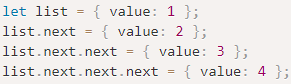 let list = { value: 1 };
list.next = { value: 2 };
list.next.next = { value: 3 };
list.next.next.next = { value: 4 };